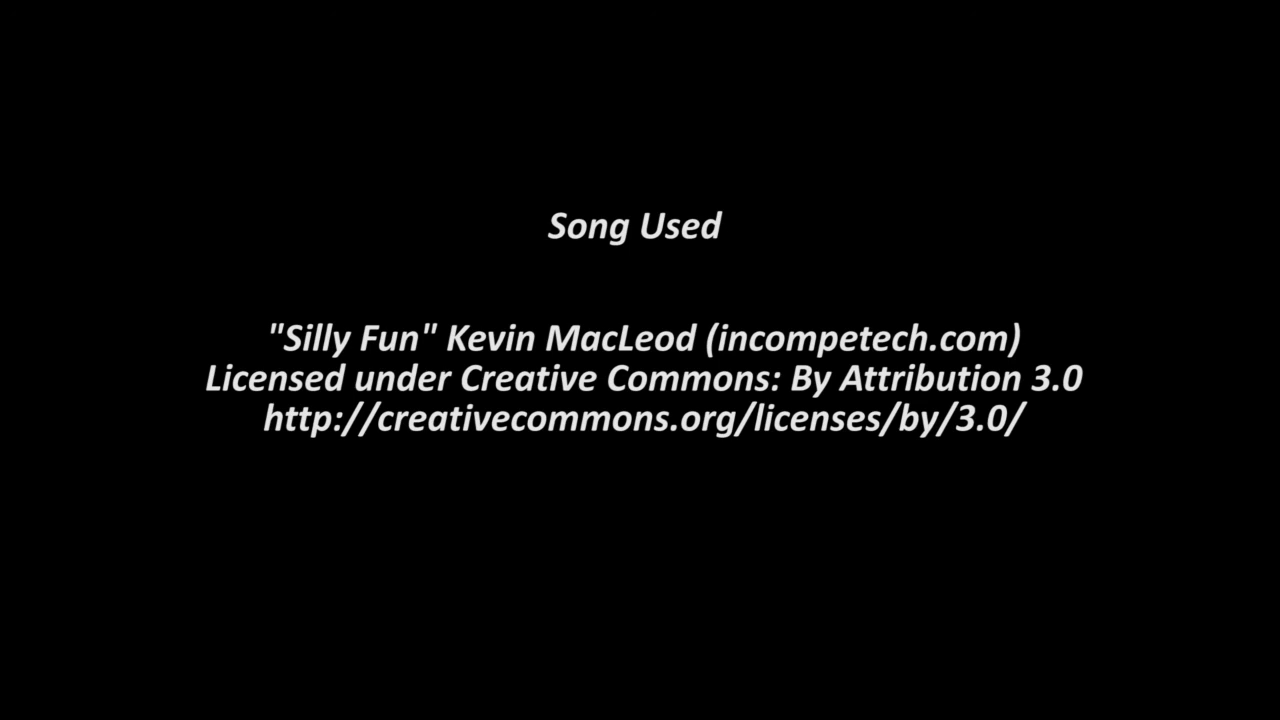 Song Used
"Silly Fun" Kevin MacLeod (incompetech.com)
Licensed under Creative Commons: By Attribution 3.0
http://creativecommons.org/licenses/by/3.0/